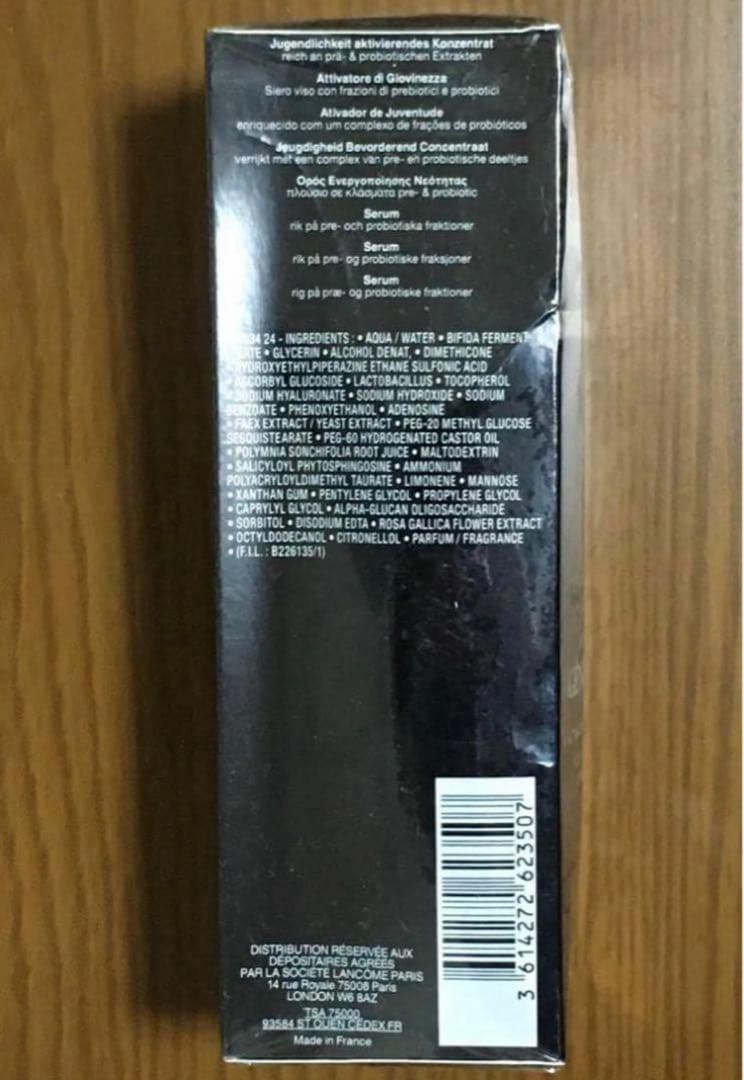 Jugendlichkeit aktivierendes Konzentrat
reich an prä- & probiotischen Extrakten
Attivatore di Giovinezza
Siero viso con frazioni di prebiotici e probiotici
Ativador de Juventude
enriquecido com um complexo de frações de probióticos
Jeugdigheid Bevorderend Concentraat
verrijkt met een complex van pre- en probiotische deeltjes
Ορός Ενεργοποίησης Νεότητας
πλούσιο σε κλάσματα pre- & probiotic
Serum
rik på pre- och probiotiska fraktioner
Serum
rik på pre- og probiotiske fraksjoner
Serum
rig på præ- og probiotiske fraktioner
34 24 - INGREDIENTS : • AQUA / WATER • BIFIDA FERMENT
• GLYCERIN • ALCOHOL DENAT. • DIMETHICONE
HYDROXYETHYLPIPERAZINE ETHANE SULFONIC ACID
• ASCORBYL GLUCOSIDE • LACTOBACILLUS • TOCOPHEROL
• SODIUM HYALURONATE • SODIUM HYDROXIDE • SODIUM
BENZOATE • PHENOXYETHANOL • ADENOSINE
• FAEX EXTRACT / YEAST EXTRACT • PEG-20 METHYL GLUCOSE
SESQUISTEARATE • PEG-60 HYDROGENATED CASTOR OIL
• POLYMNIA SONCHIFOLIA ROOT JUICE • MALTODEXTRIN
• SALICYLOYL PHYTOSPHINGOSINE • AMMONIUM
POLYACRYLOYLDIMETHYL TAURATE • LIMONENE • MANNOSE
• XANTHAN GUM • PENTYLENE GLYCOL • PROPYLENE GLYCOL
• CAPRYLYL GLYCOL • ALPHA-GLUCAN OLIGOSACCHARIDE
• SORBITOL • DISODIUM EDTA • ROSA GALLICA FLOWER EXTRACT
• OCTYLDODECANOL • CITRONELLOL • PARFUM / FRAGRANCE
• (F.I.L. : B226135/1)
3 614272 623507
DISTRIBUTION RÉSERVÉE AUX
DÉPOSITAIRES AGRÉÉS
PAR LA SOCIÉTÉ LANCÔME PARIS
14 rue Royale 75008 Paris
LONDON W6 8AZ
TSA 75000
93584 ST OUEN CEDEX FR
Made in France